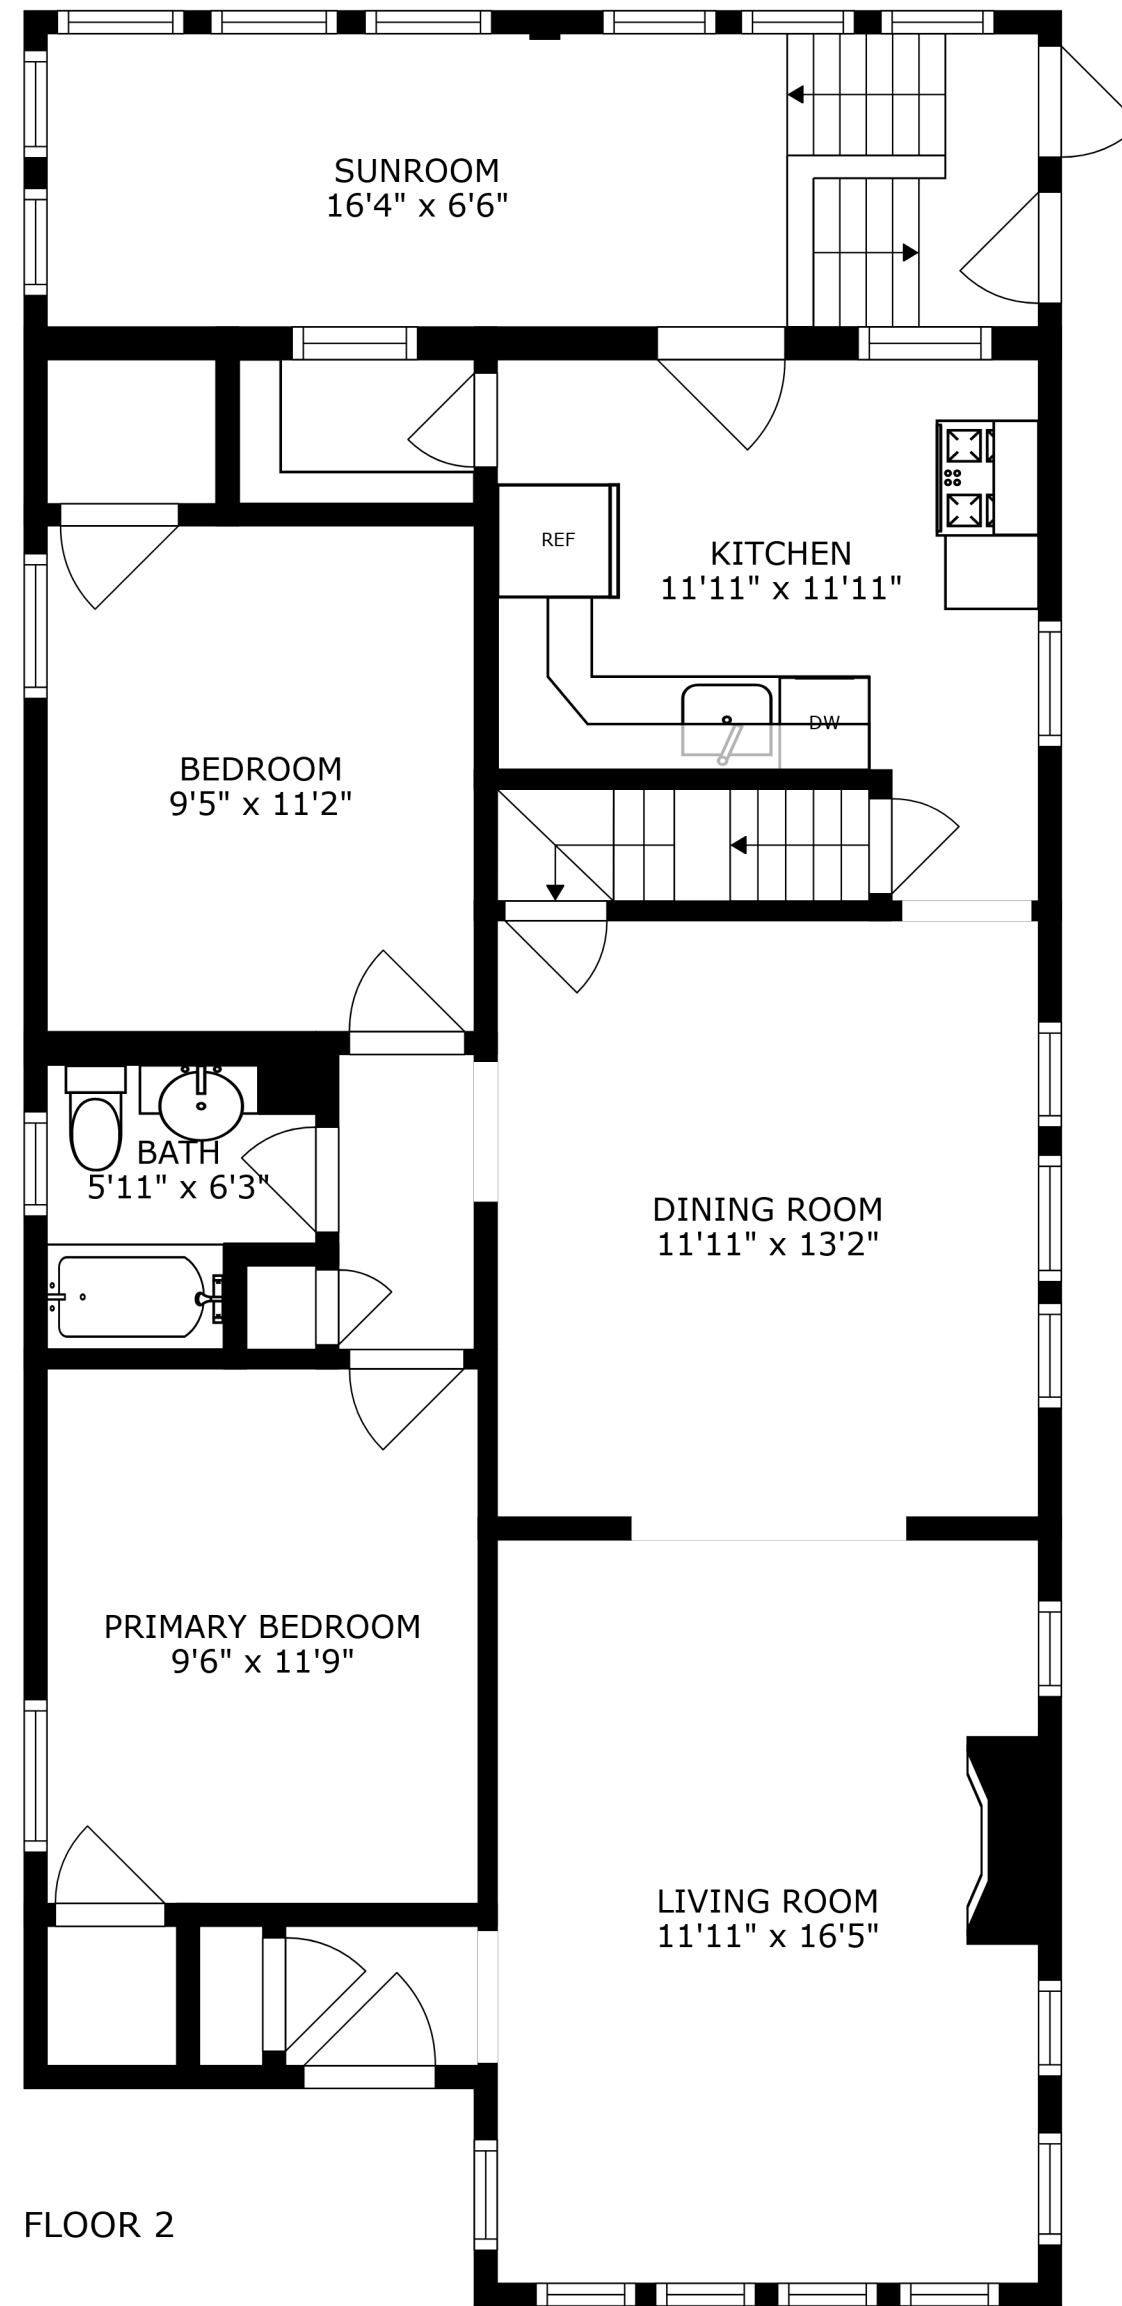 SUNROOM
16'4" x 6'6"
REF
KITCHEN
11'11" x 11'11"
DW
BEDROOM
9'5" x 11'2"
BATH
5'11" x 6'3"
DINING ROOM
11'11" x 13'2"
PRIMARY BEDROOM
9'6" x 11'9"
LIVING ROOM
11'11" x 16'5"
FLOOR 2